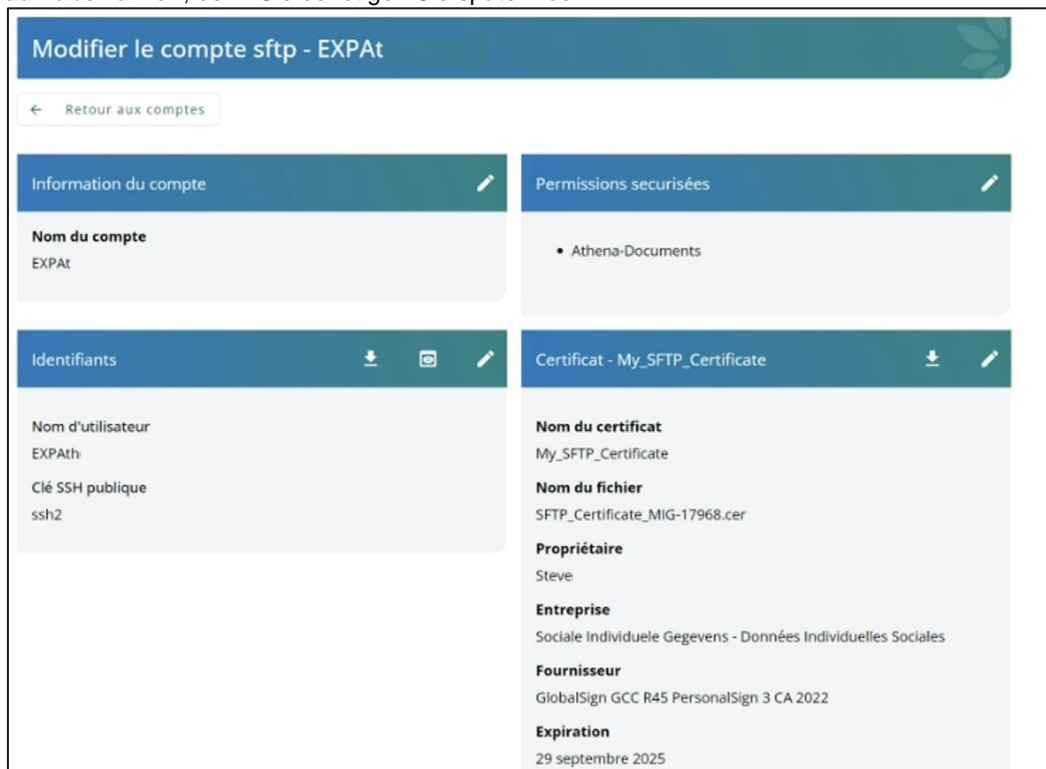 Modifier le compte sftp - EXPAt
← Retour aux comptes
Information du compte
Nom du compte
EXPAt
Permissions securisées
• Athena-Documents
Identifiants
Nom d'utilisateur
EXPAth
Clé SSH publique
ssh2
Certificat - My_SFTP_Certificate
Nom du certificat
My_SFTP_Certificate
Nom du fichier
SFTP_Certificate_MIG-17968.cer
Propriétaire
Steve
Entreprise
Sociale Individuele Gegevens - Données Individuelles Sociales
Fournisseur
GlobalSign GCC R45 PersonalSign 3 CA 2022
Expiration
29 septembre 2025